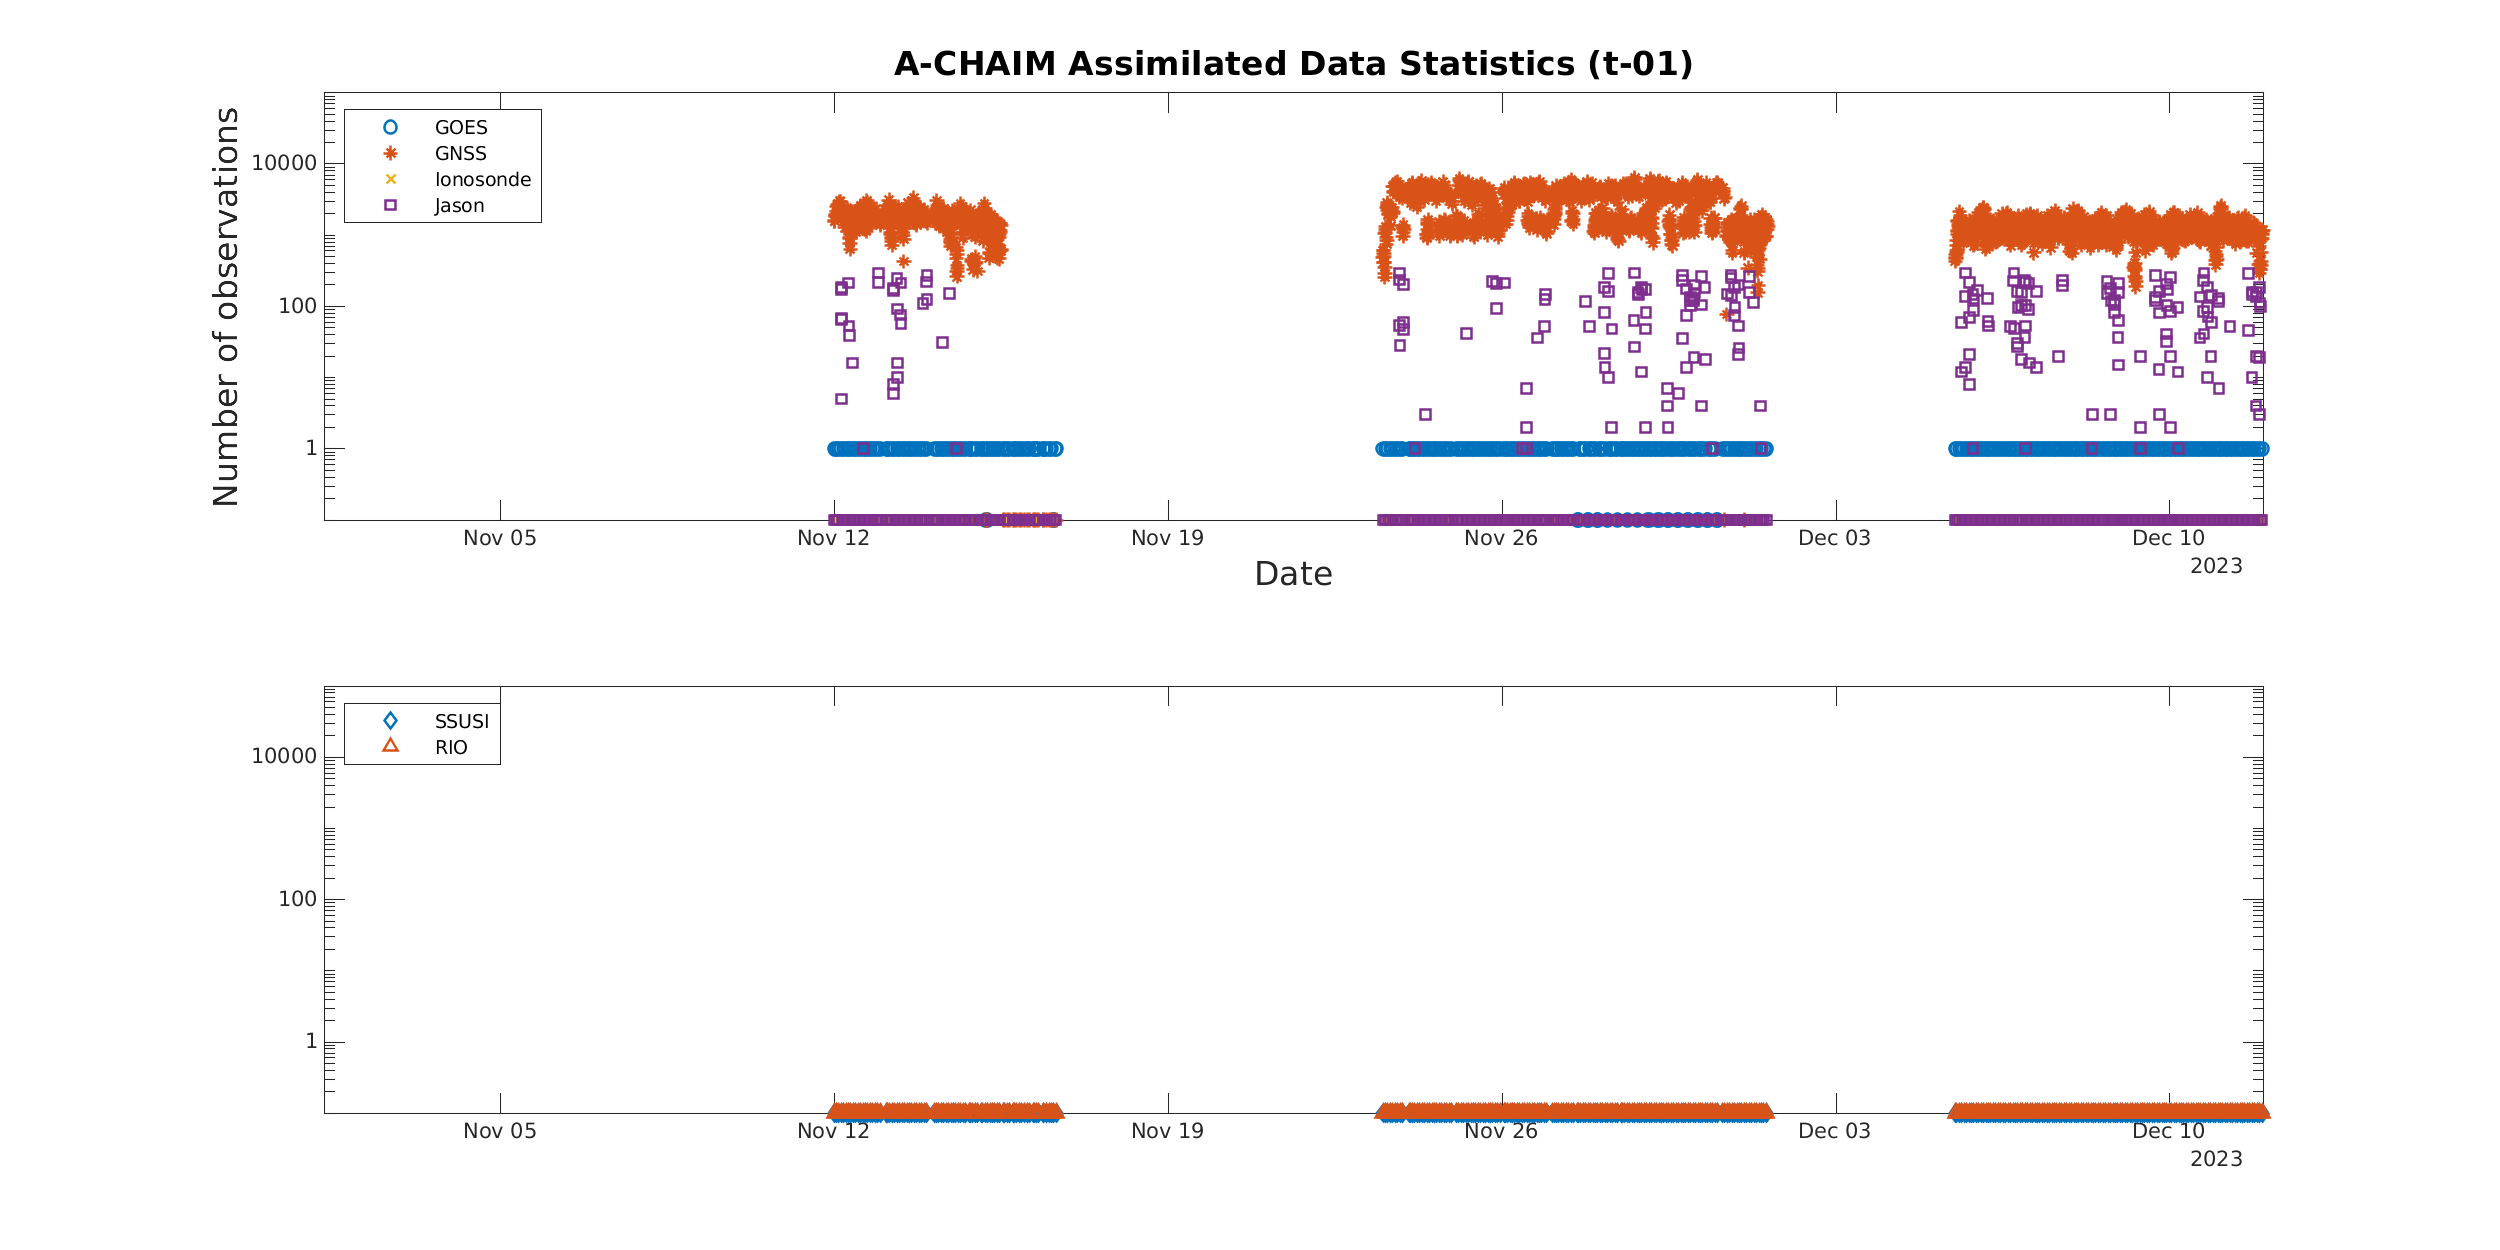 A-CHAIM Assimilated Data Statistics (t-01)
Number of observations
10000
100
1
GOES
GNSS
Ionosonde
Jason
Nov 05
Nov 12
Nov 19
Nov 26
Dec 03
Dec 10
2023
Date
10000
100
1
SSUSI
RIO
Nov 05
Nov 12
Nov 19
Nov 26
Dec 03
Dec 10
2023